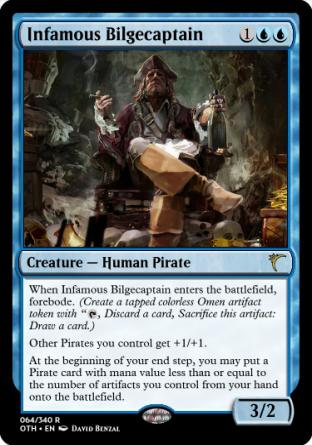 Infamous Bilgecaptain 1
Creature — Human Pirate
When Infamous Bilgecaptain enters the battlefield,
forebode. (Create a tapped colorless Omen artifact
token with “, Discard a card, Sacrifice this artifact:
Draw a card.)
Other Pirates you control get +1/+1.
At the beginning of your end step, you may put a
Pirate card with mana value less than or equal to
the number of artifacts you control from your hand
onto the battlefield.
3/2
064/340 R
OTH • EN DAVID BENZAL